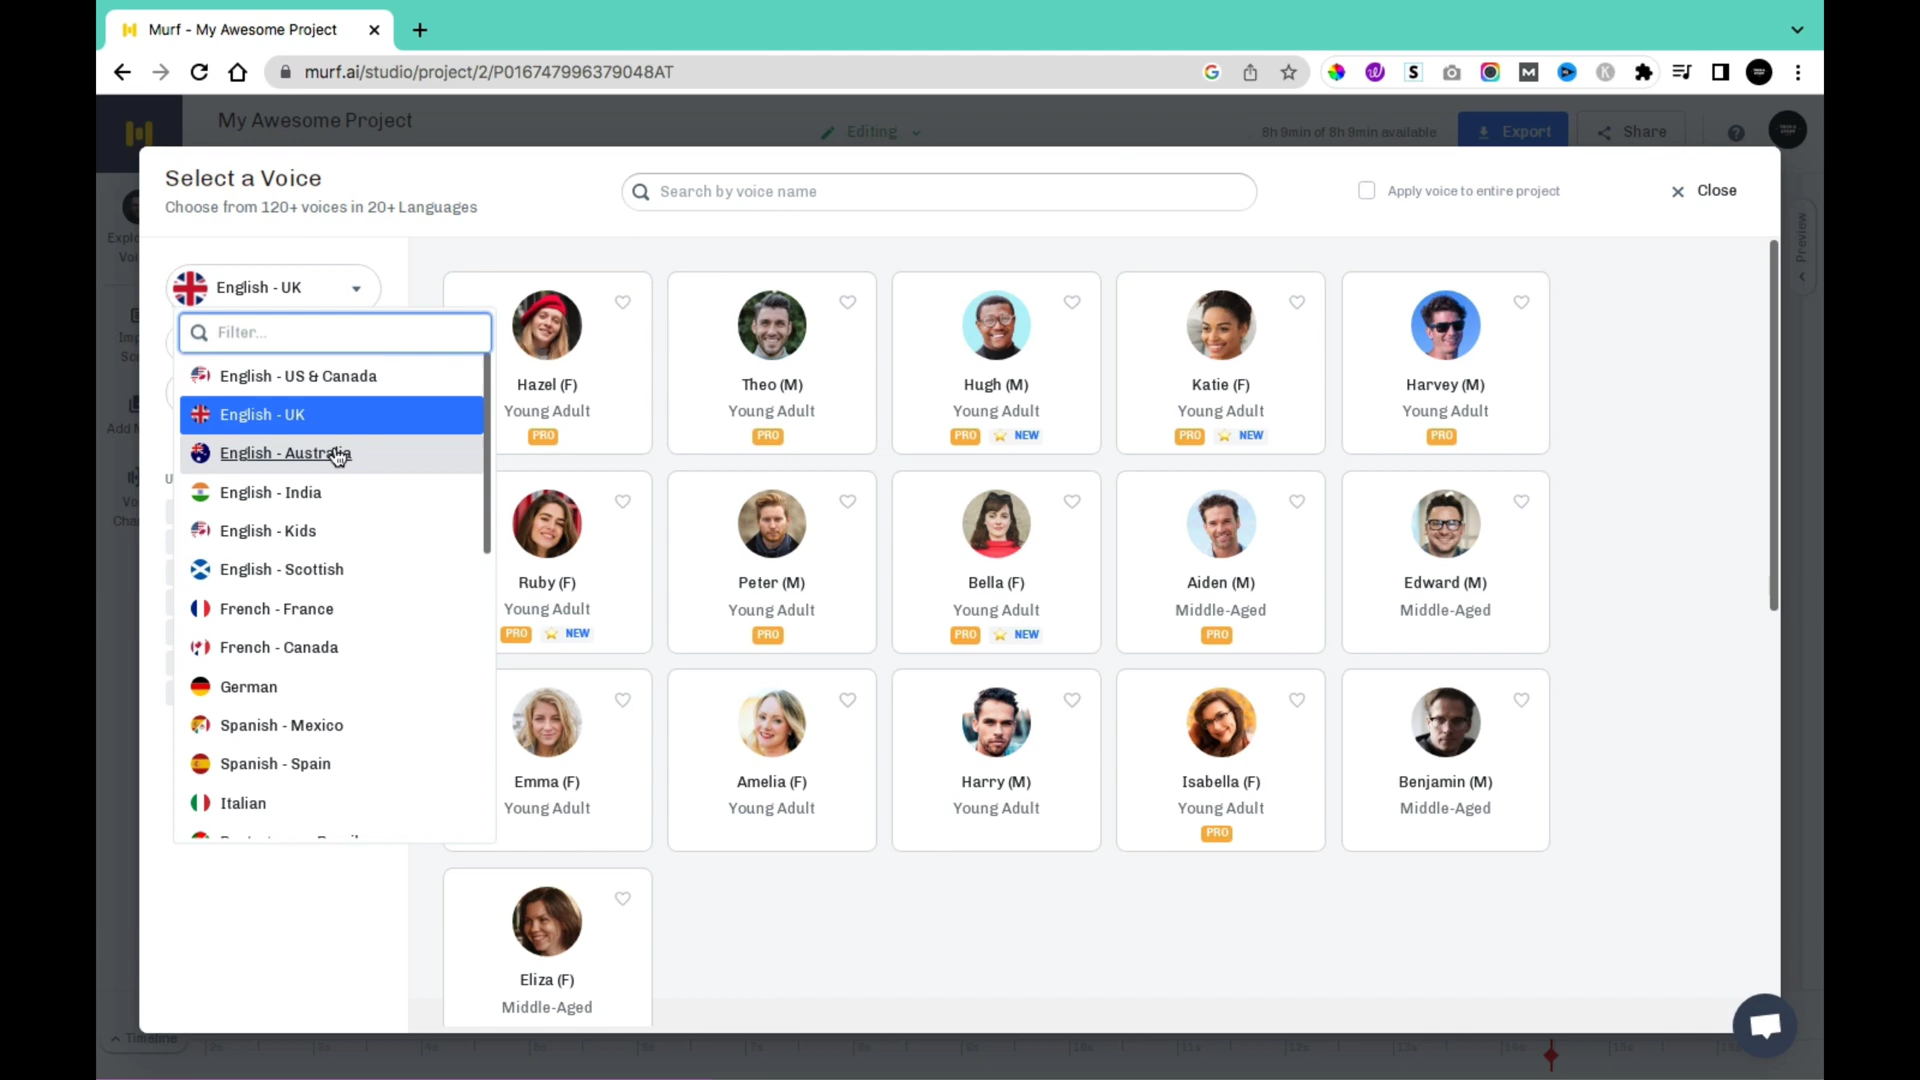 Murf - My Awesome Project
murf.ai/studio/project/2/P016747996379048AT
My Awesome Project
Editing
8h 9min of 8h 9min available
Export
Share
Select a Voice
Choose from 120+ voices in 20+ Languages
Search by voice name
Apply voice to entire project
Close
Preview
English - UK
Filter...
English - US & Canada
English - UK
English - Australia
English - India
English - Kids
English - Scottish
French - France
French - Canada
German
Spanish - Mexico
Spanish - Spain
Italian
Hazel (F)
Young Adult
PRO
Theo (M)
Young Adult
PRO
Hugh (M)
Young Adult
PRO NEW
Katie (F)
Young Adult
PRO NEW
Harvey (M)
Young Adult
PRO
Ruby (F)
Young Adult
PRO NEW
Peter (M)
Young Adult
PRO
Bella (F)
Young Adult
PRO NEW
Aiden (M)
Middle-Aged
PRO
Edward (M)
Middle-Aged
Emma (F)
Young Adult
Amelia (F)
Young Adult
Harry (M)
Young Adult
Isabella (F)
Young Adult
PRO
Benjamin (M)
Middle-Aged
Eliza (F)
Middle-Aged
Timeline